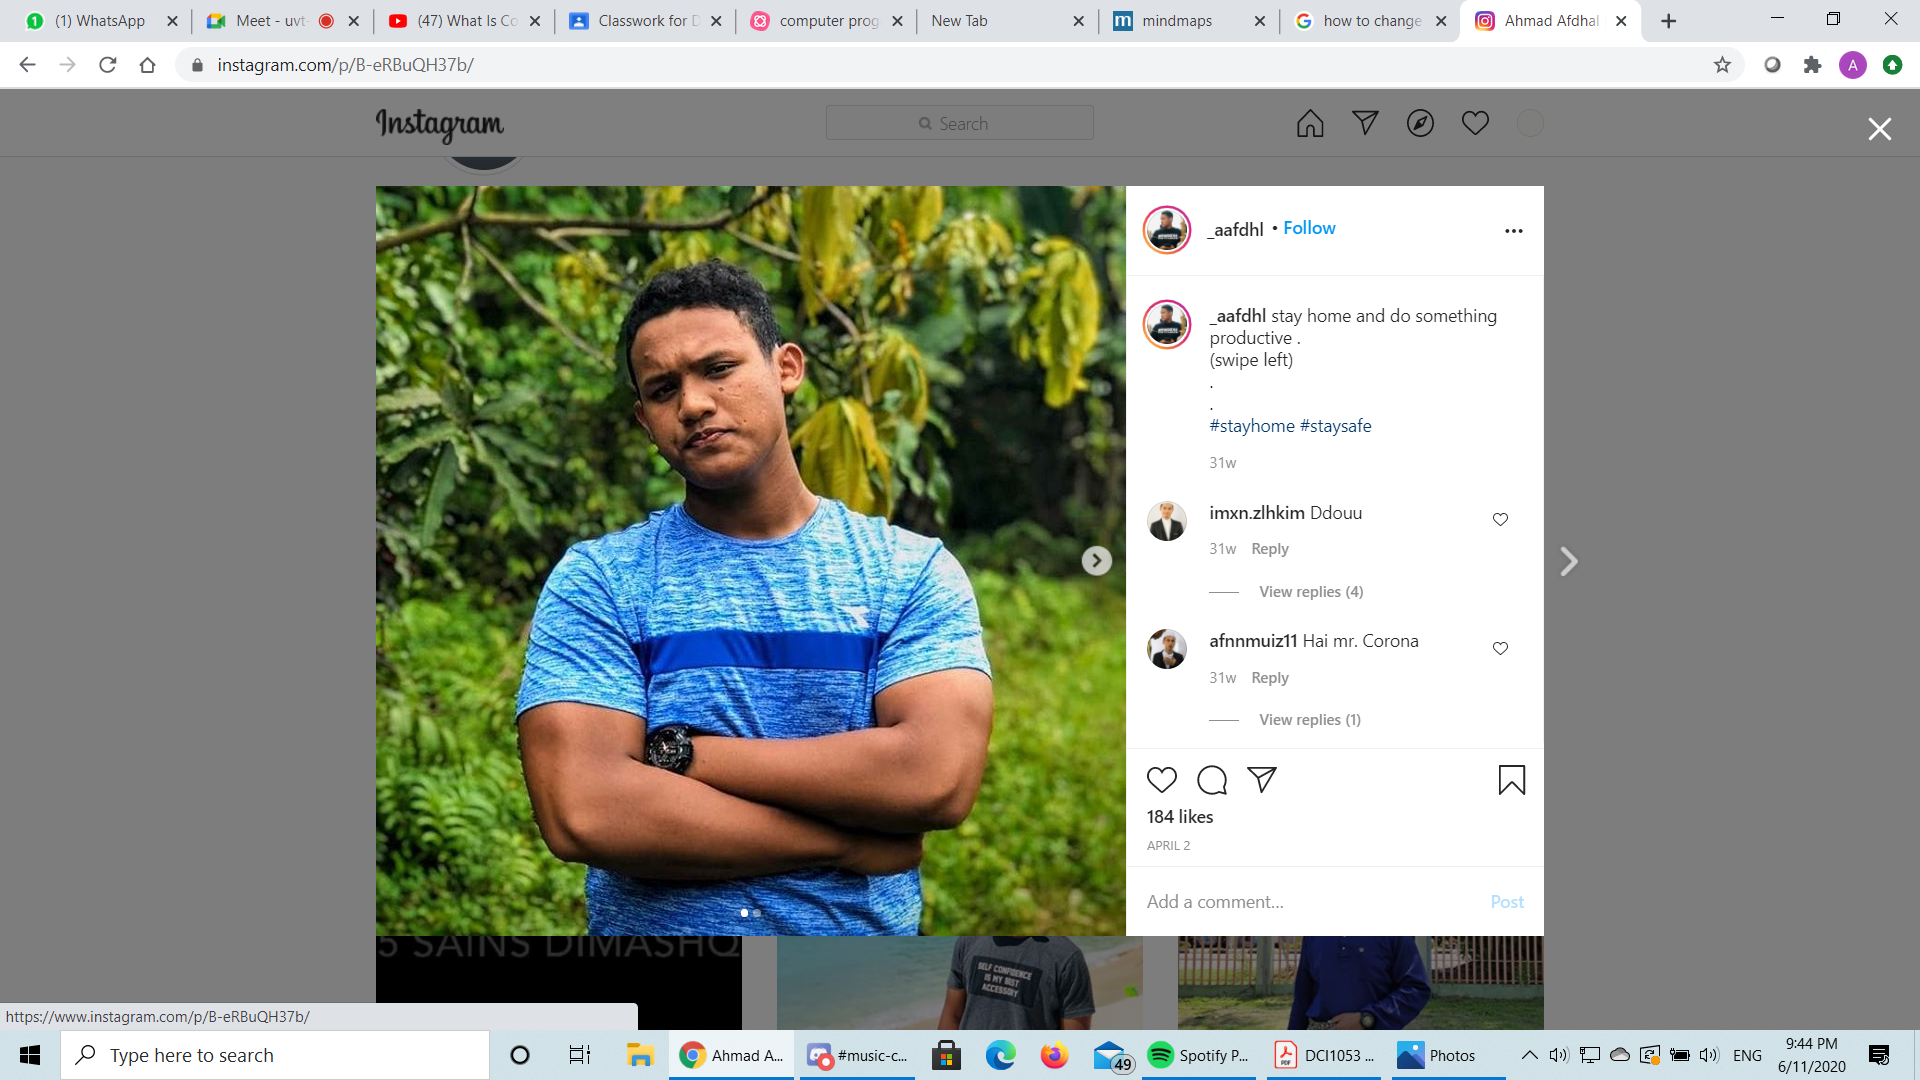 (1) WhatsApp
Meet - uvt-
(47) What Is Co
Classwork for D
computer prog
New Tab
mindmaps
how to change
Ahmad Afdhal
instagram.com/p/B-eRBuQH37b/
A
Instagram
Search
_aafdhl • Follow
_aafdhl stay home and do something
productive .
(swipe left)
.
.
#stayhome #staysafe
31w
imxn.zlhkim Ddouu
31w Reply
View replies (4)
afnnmuiz11 Hai mr. Corona
31w Reply
View replies (1)
184 likes
APRIL 2
Add a comment... Post
5 SAINS DIMASHQ
SELF CONFIDENCE
IS MY BEST
ACCESSORY
https://www.instagram.com/p/B-eRBuQH37b/
Type here to search
Ahmad A...
#music-c...
49
Spotify P...
DCI1053 ...
Photos
ENG
9:44 PM
6/11/2020